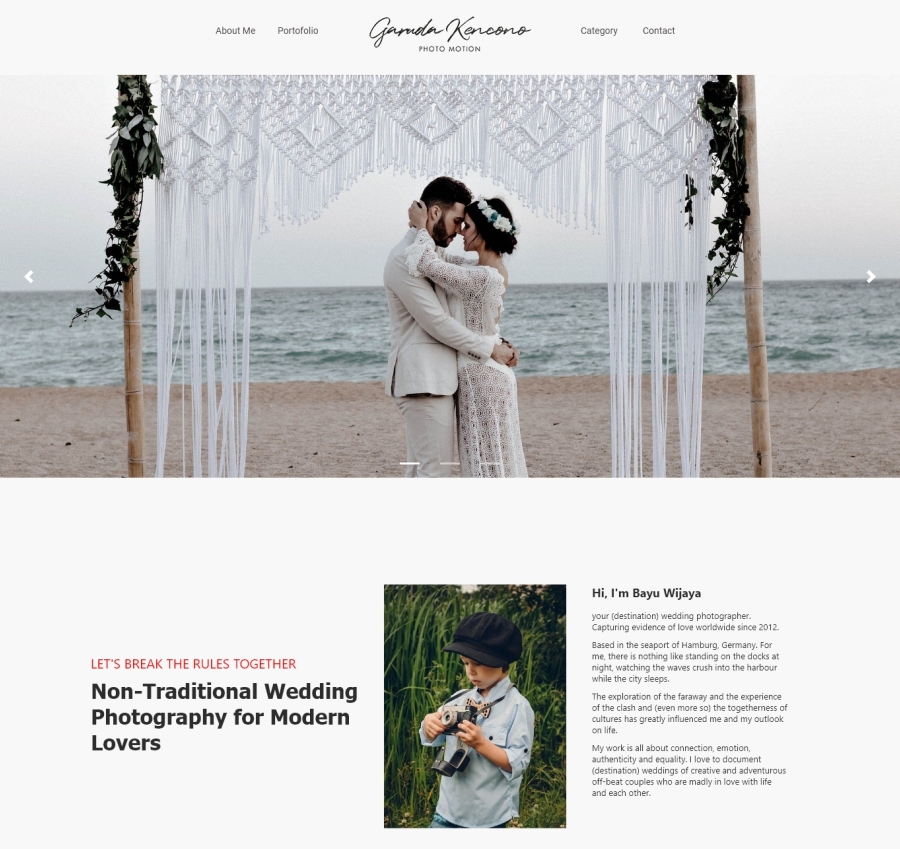 About Me
Portofolio
Garuda Kencono
PHOTO MOTION
Category
Contact
LET'S BREAK THE RULES TOGETHER
Non-Traditional Wedding
Photography for Modern
Lovers
Hi, I'm Bayu Wijaya
your (destination) wedding photographer.
Capturing evidence of love worldwide since 2012.
Based in the seaport of Hamburg, Germany. For
me, there is nothing like standing on the docks at
night, watching the waves crush into the harbour
while the city sleeps.
The exploration of the faraway and the experience
of the clash and (even more so) the togetherness of
cultures has greatly influenced me and my outlook
on life.
My work is all about connection, emotion,
authenticity and equality. I love to document
(destination) weddings of creative and adventurous
off-beat couples who are madly in love with life
and each other.